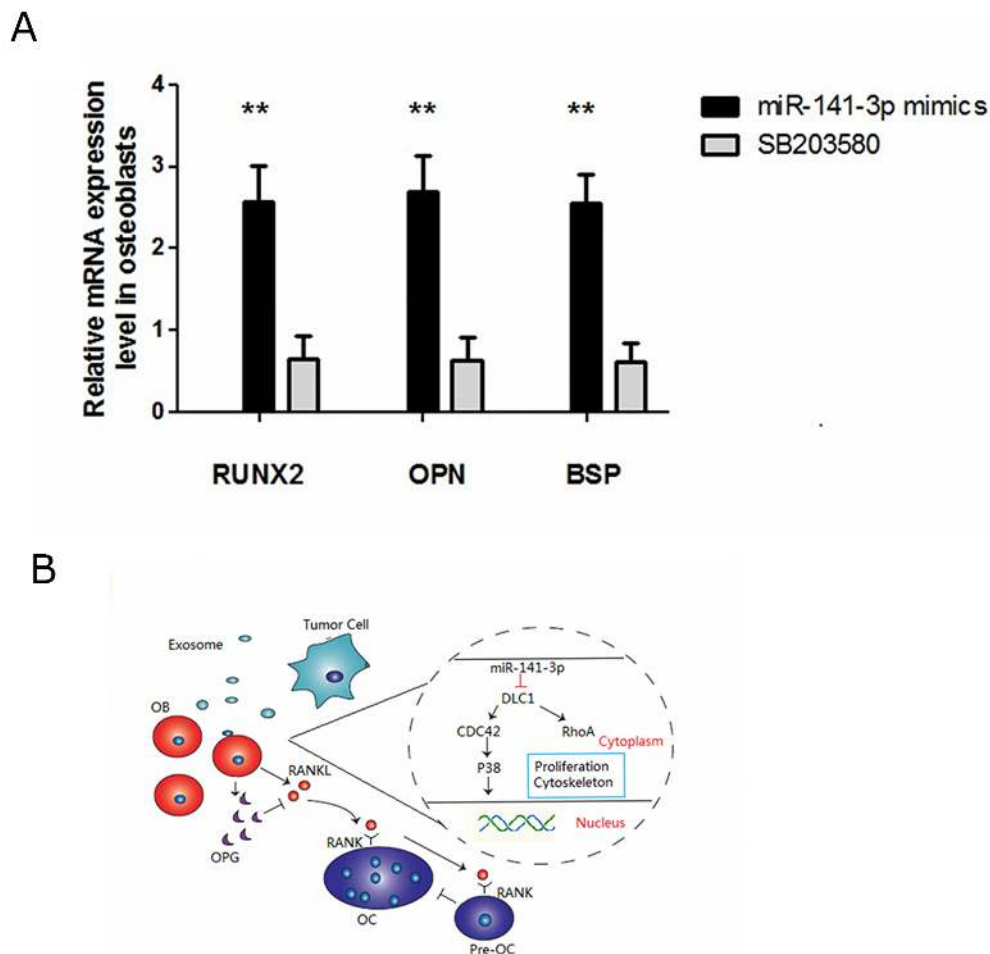 A
Relative mRNA expression
level in osteoblasts
4
3
2
1
0
**
**
**
miR-141-3p mimics
SB203580
RUNX2
OPN
BSP
B
Exosome
Tumor Cell
OB
RANKL
OPG
RANK
OC
RANK
Pre-OC
miR-141-3p
DLC1
CDC42
RhoA
Cytoplasm
P38
Proliferation
Cytoskeleton
Nucleus